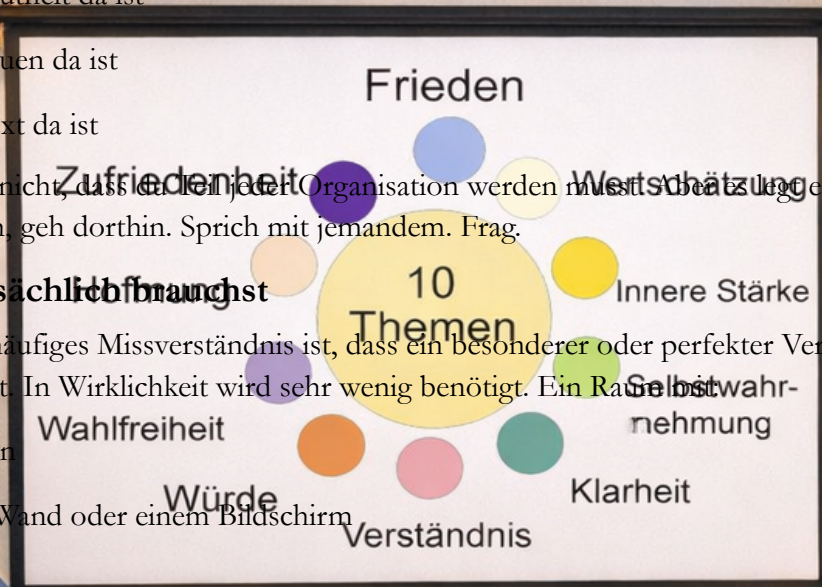 uen da ist
Frieden
xt da ist
Zufriedenheit
Wertschätzung
nicht, dass du Teil jeder Organisation werden musst. Aber es legt e
n, geh dorthin. Sprich mit jemandem. Frag.
10
Themen
Hoffnung
sächlich brauchst
Innere Stärke
häufiges Missverständnis ist, dass ein besonderer oder perfekter Ver
t. In Wirklichkeit wird sehr wenig benötigt. Ein Raum mit:
Selbstwahr-
nehmung
Wahlfreiheit
n
Würde
Klarheit
Wand oder einem Bildschirm
Verständnis